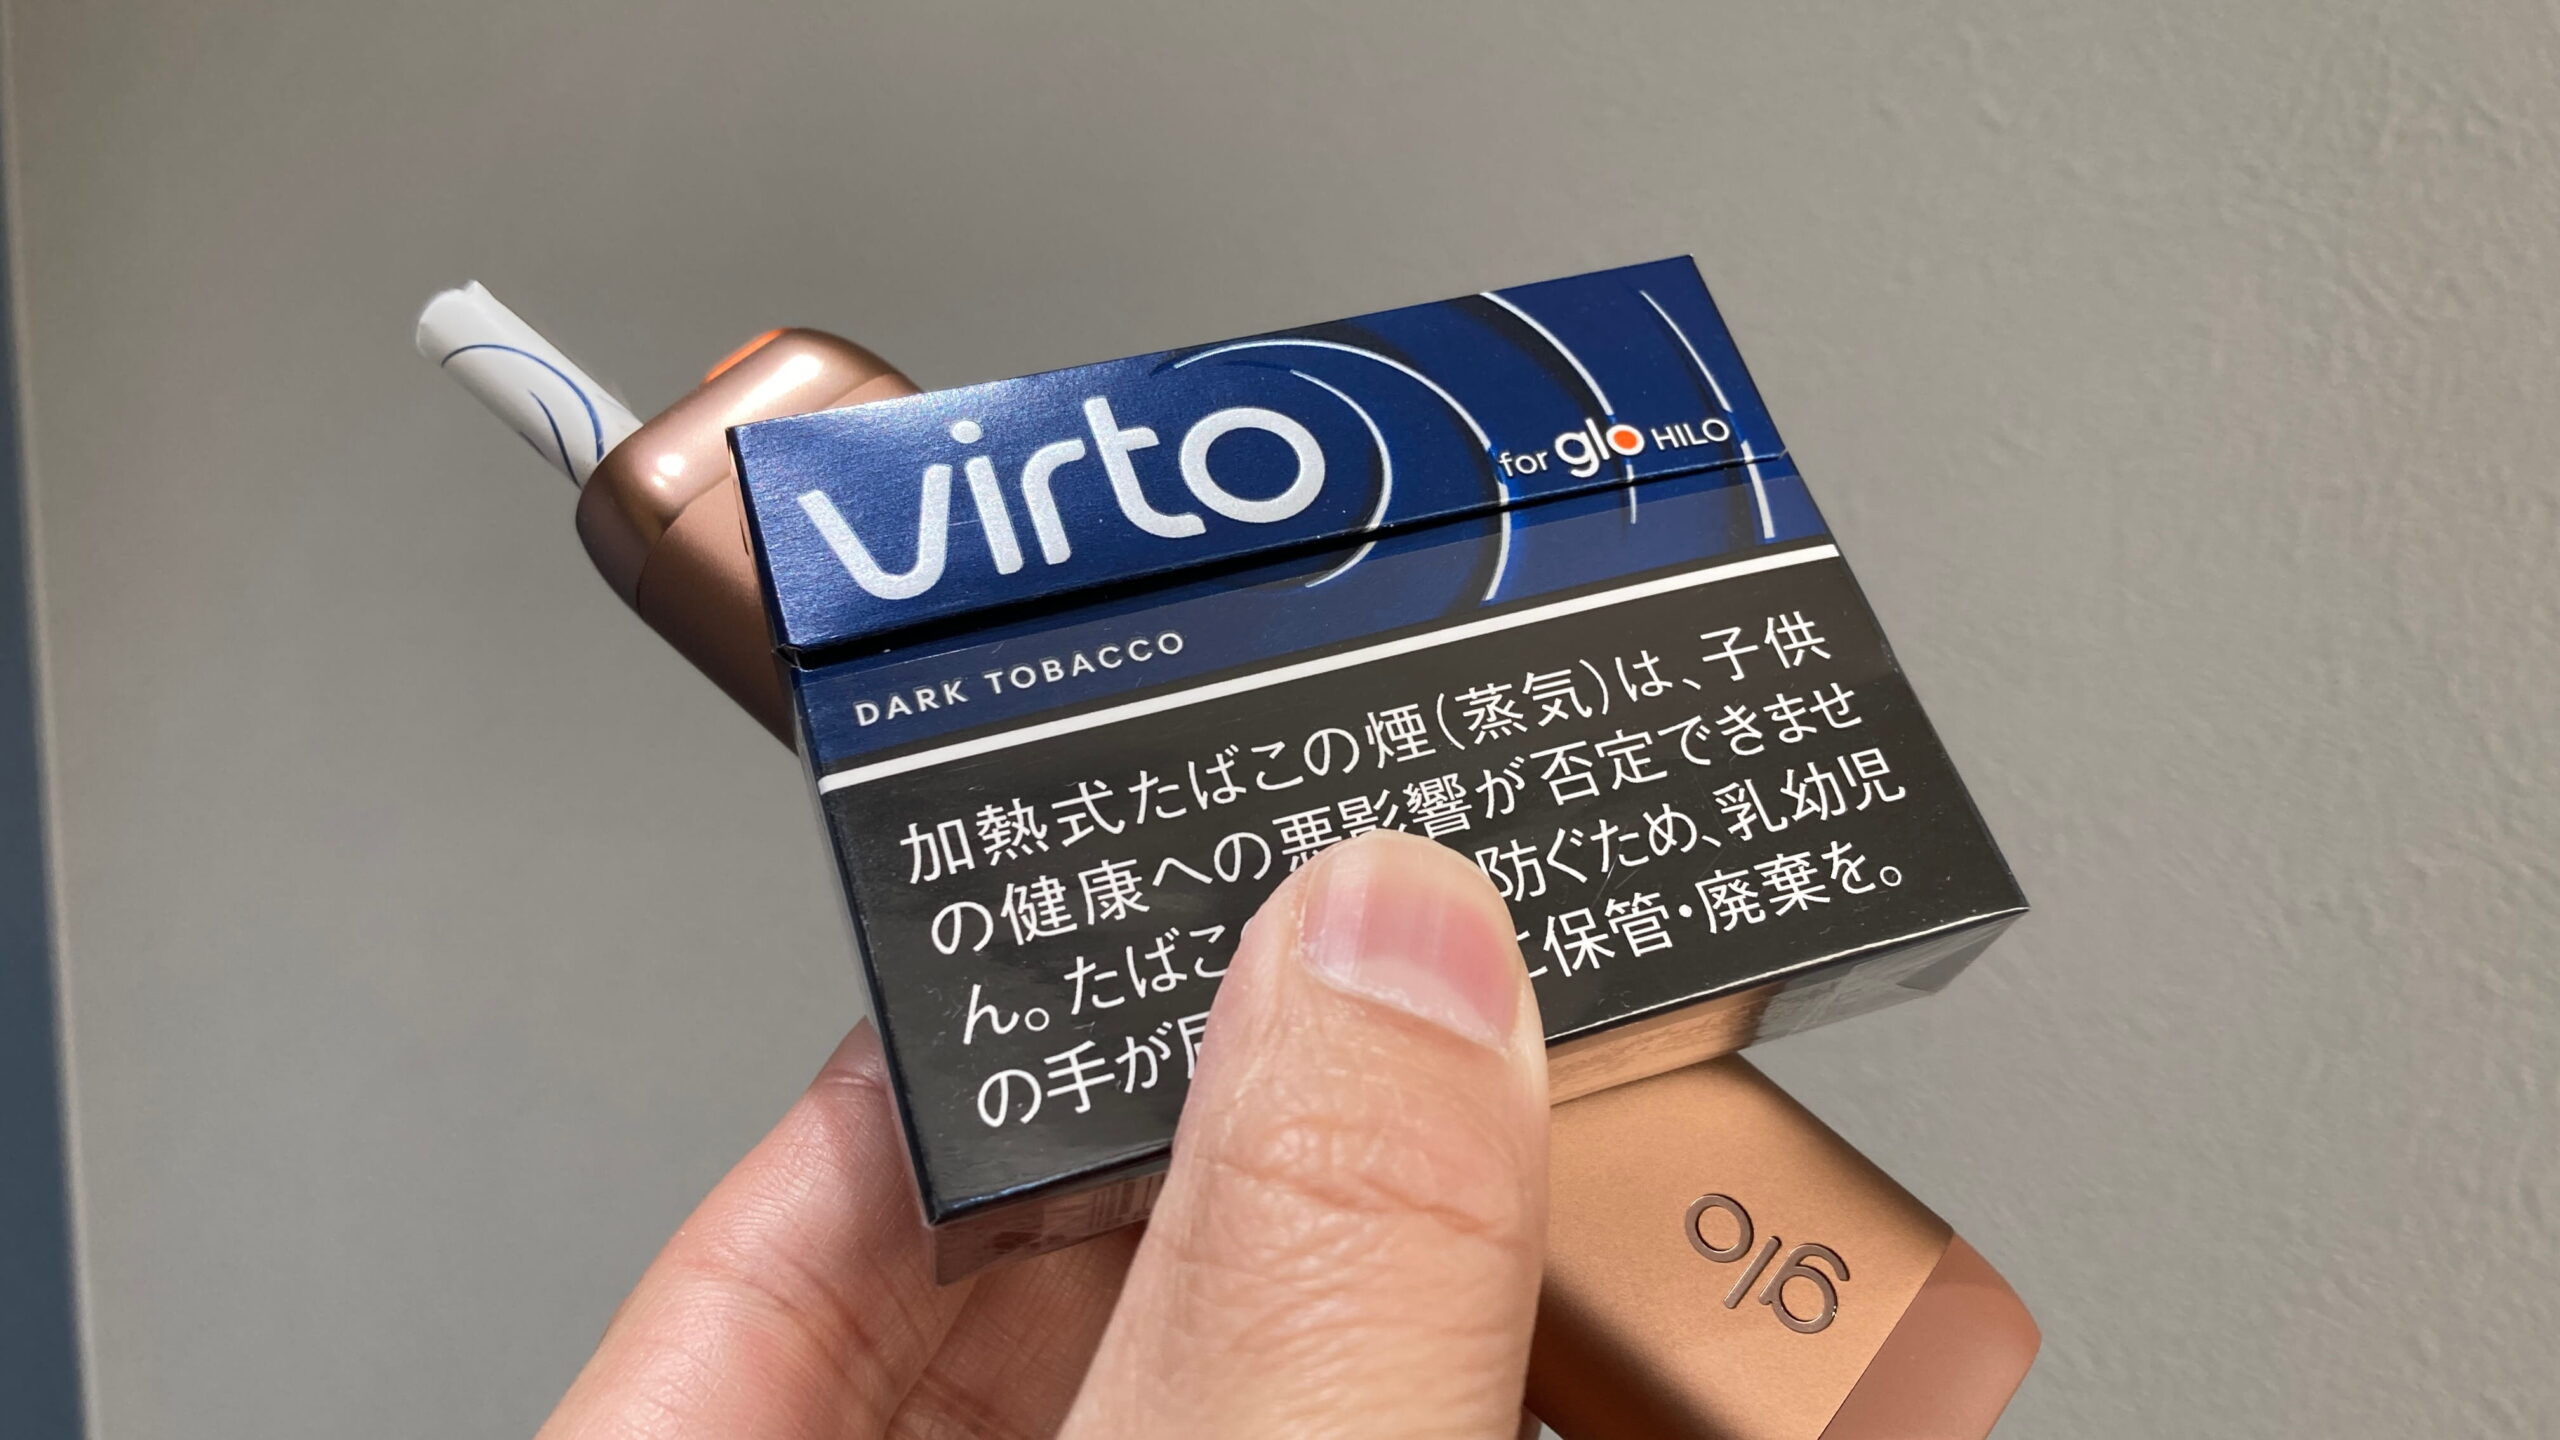 virto
for glo HILO
DARK TOBACCO
加熱式たばこの煙(蒸気)は、子供
の健康への悪影響が否定できませ
ん。たばこ 防ぐため、乳幼児
の手が に保管・廃棄を。
glo